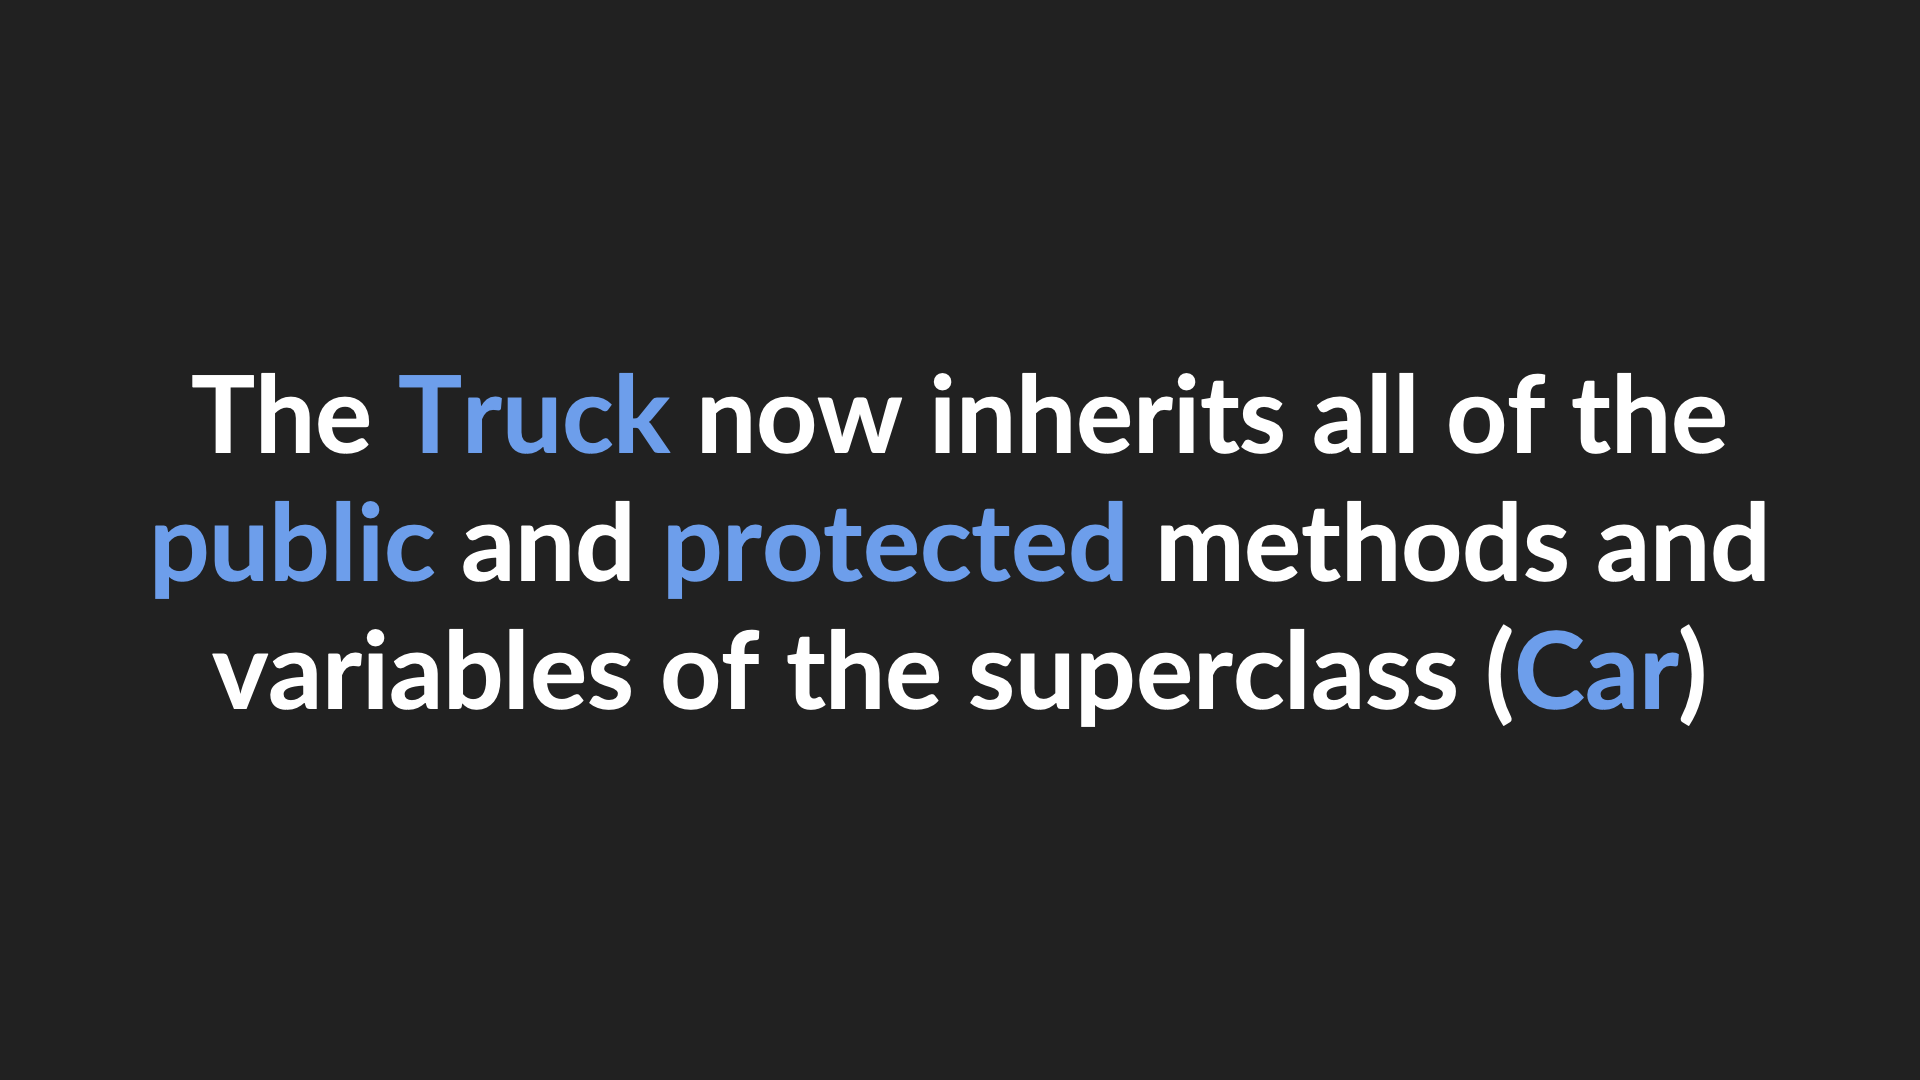 The Truck now inherits all of the
public and protected methods and
variables of the superclass (Car)